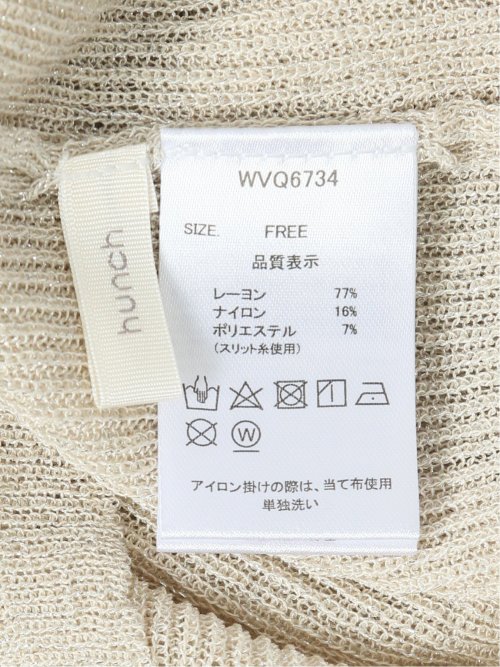 WVQ6734
SIZE. FREE
品質表示
レーヨン 77%
ナイロン 16%
ポリエステル 7%
(スリット糸使用)
W
アイロン掛けの際は、当て布使用
単独洗い
hunch